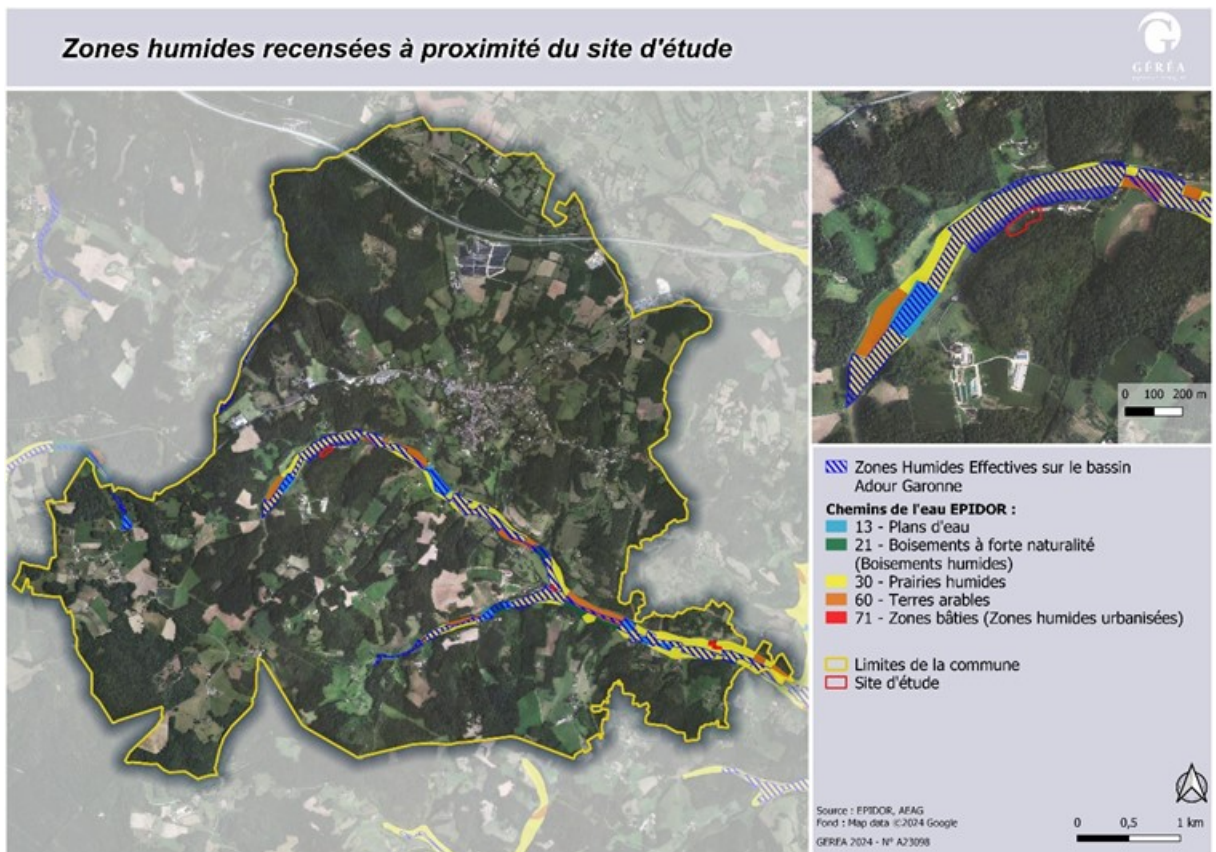 Zones humides recensées à proximité du site d'étude
GÉRÉA
0 100 200 m
Zones Humides Effectives sur le bassin
Adour Garonne
Chemins de l'eau EPIDOR :
13 - Plans d'eau
21 - Boisements à forte naturalité
(Boisements humides)
30 - Prairies humides
60 - Terres arables
71 - Zones bâties (Zones humides urbanisées)
Limites de la commune
Site d'étude
Source : EPIDOR, AEAG
Fond : Map data ©2024 Google
GEREA 2024 - N° A23098
0 0,5 1 km